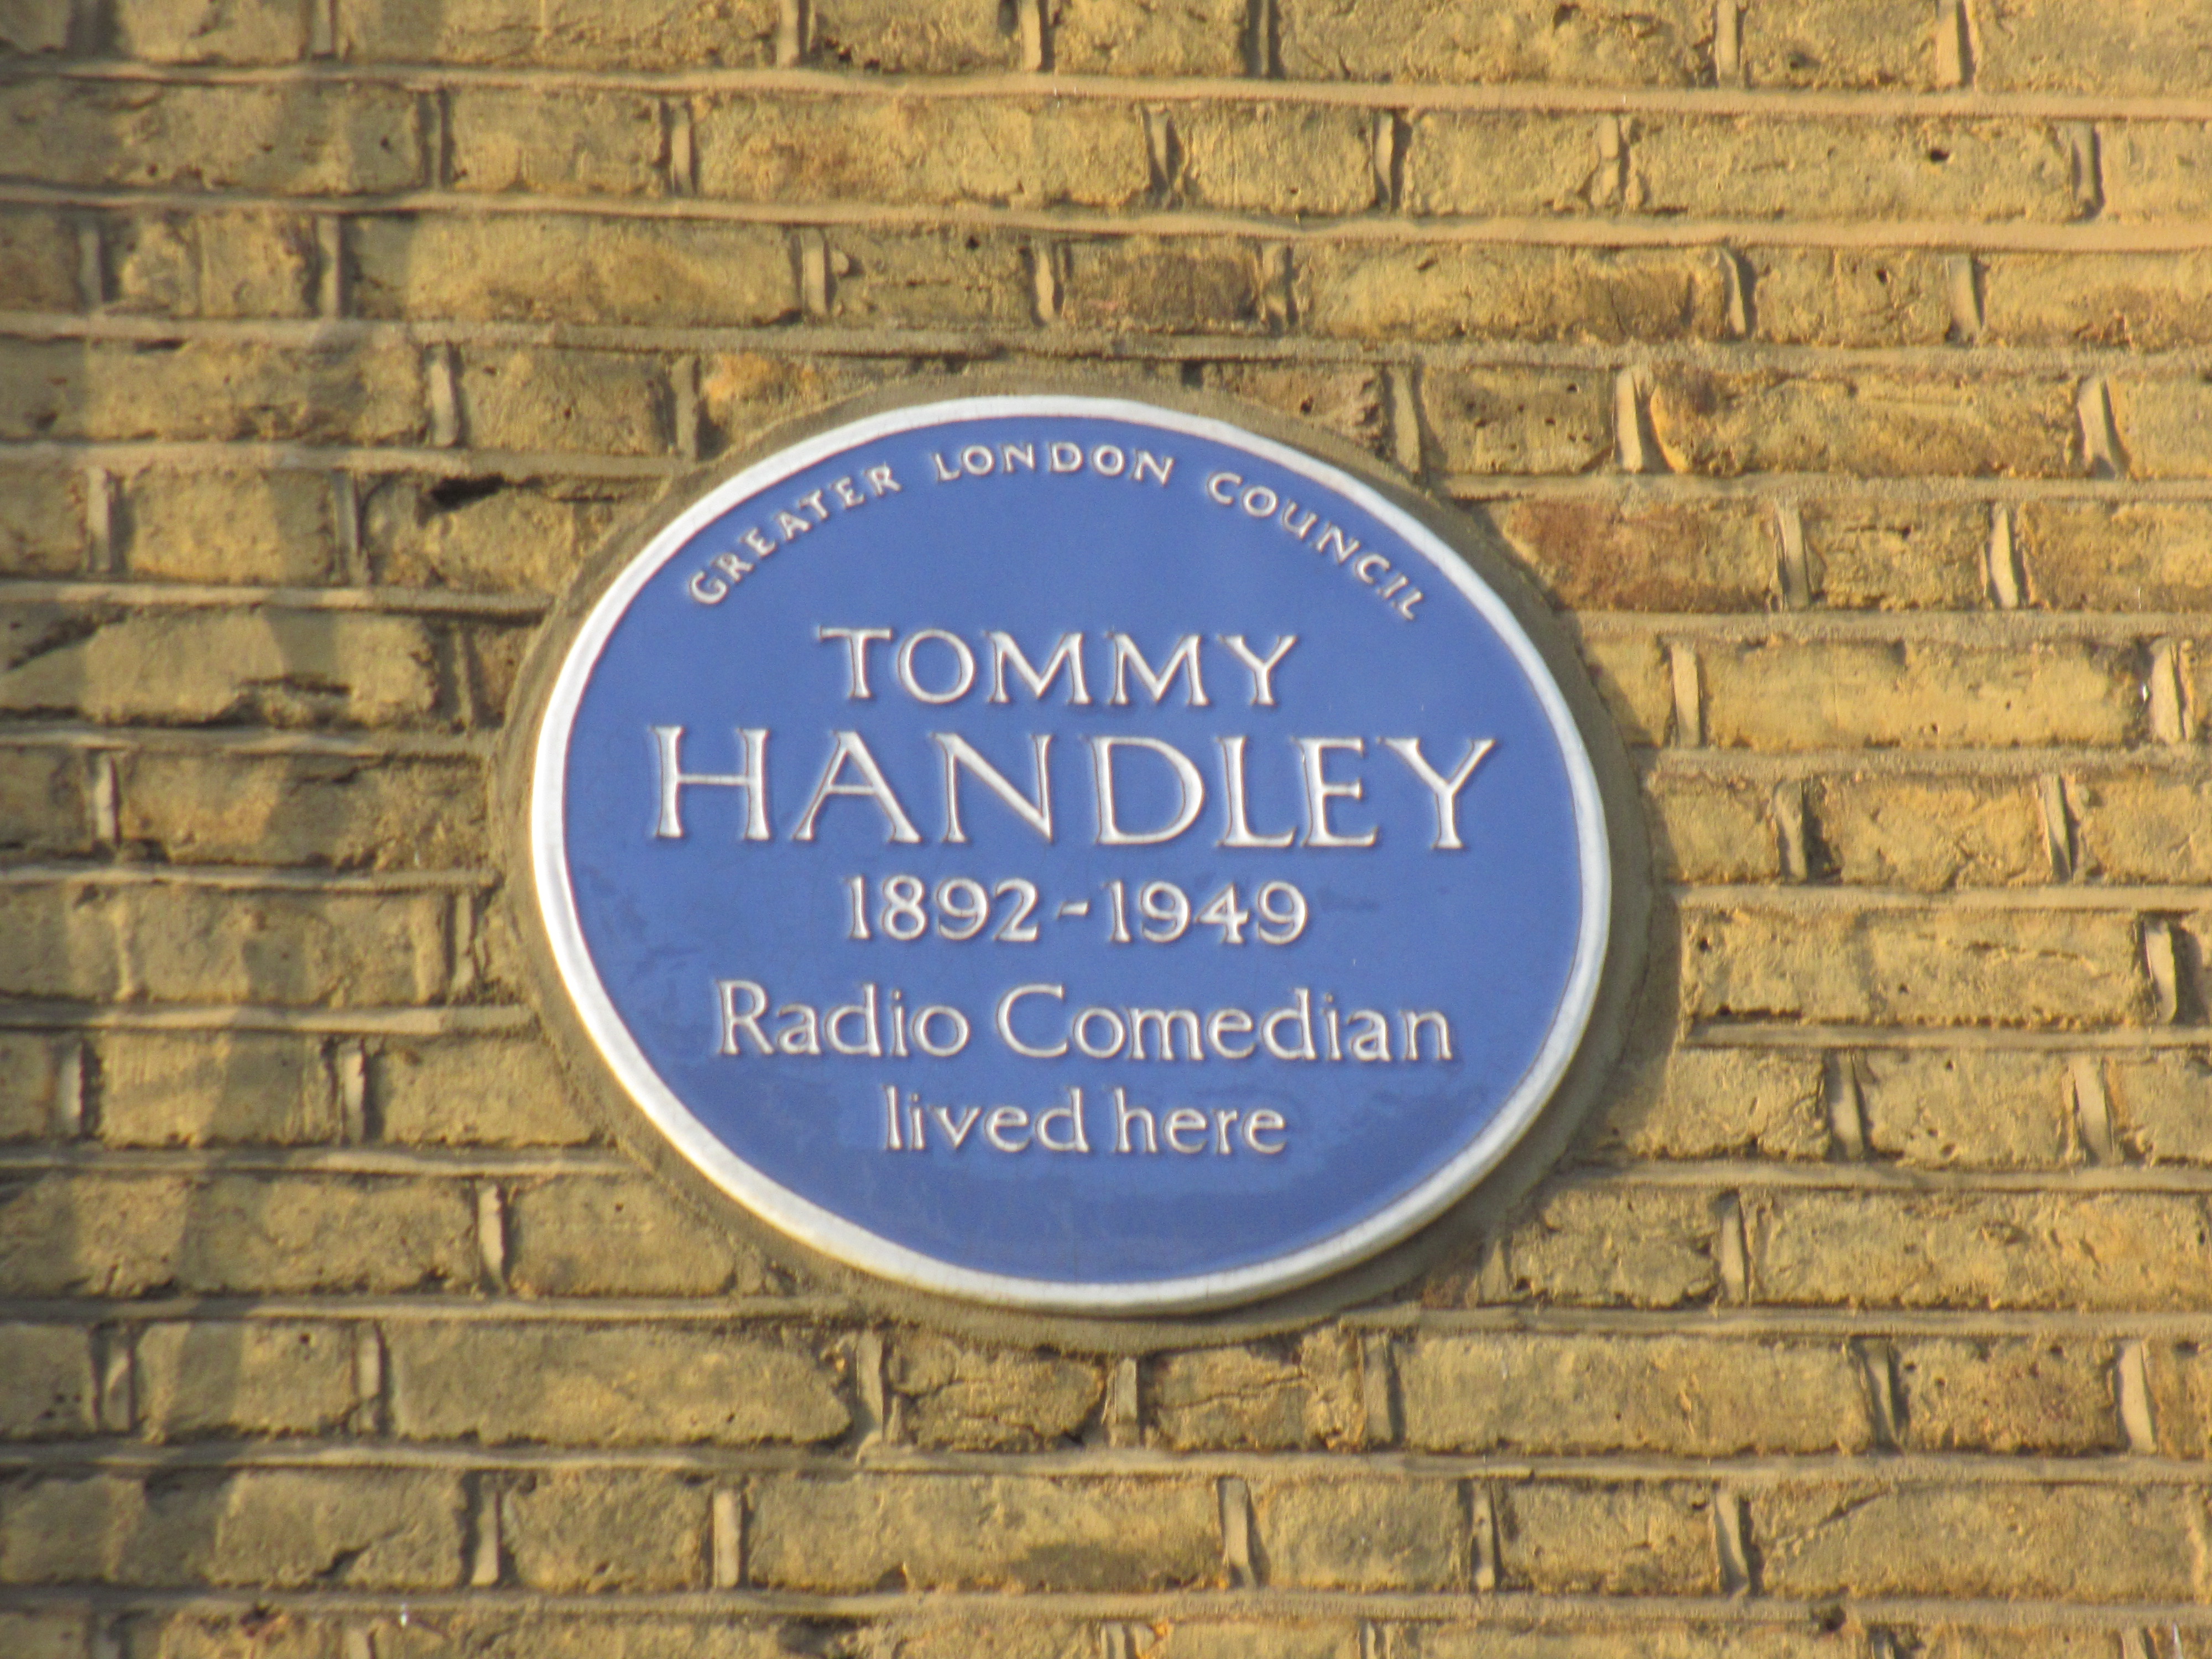 GREATER LONDON COUNCIL
TOMMY
HANDLEY
1892-1949
Radio Comedian
lived here